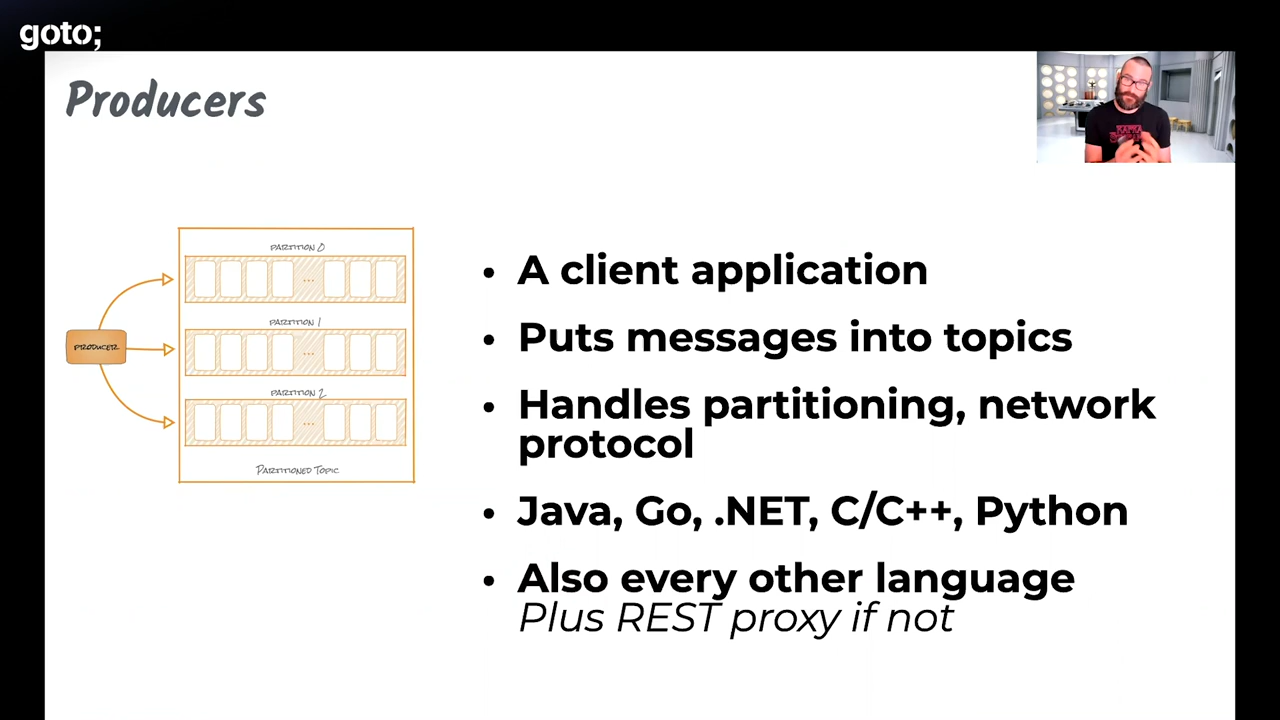 goto;
Producers
PARTITION 0
...
PARTITION 1
...
PARTITION 2
...
PARTITIONED TOPIC
PRODUCER
• A client application
• Puts messages into topics
• Handles partitioning, network
protocol
• Java, Go, .NET, C/C++, Python
• Also every other language
Plus REST proxy if not
KAFKA